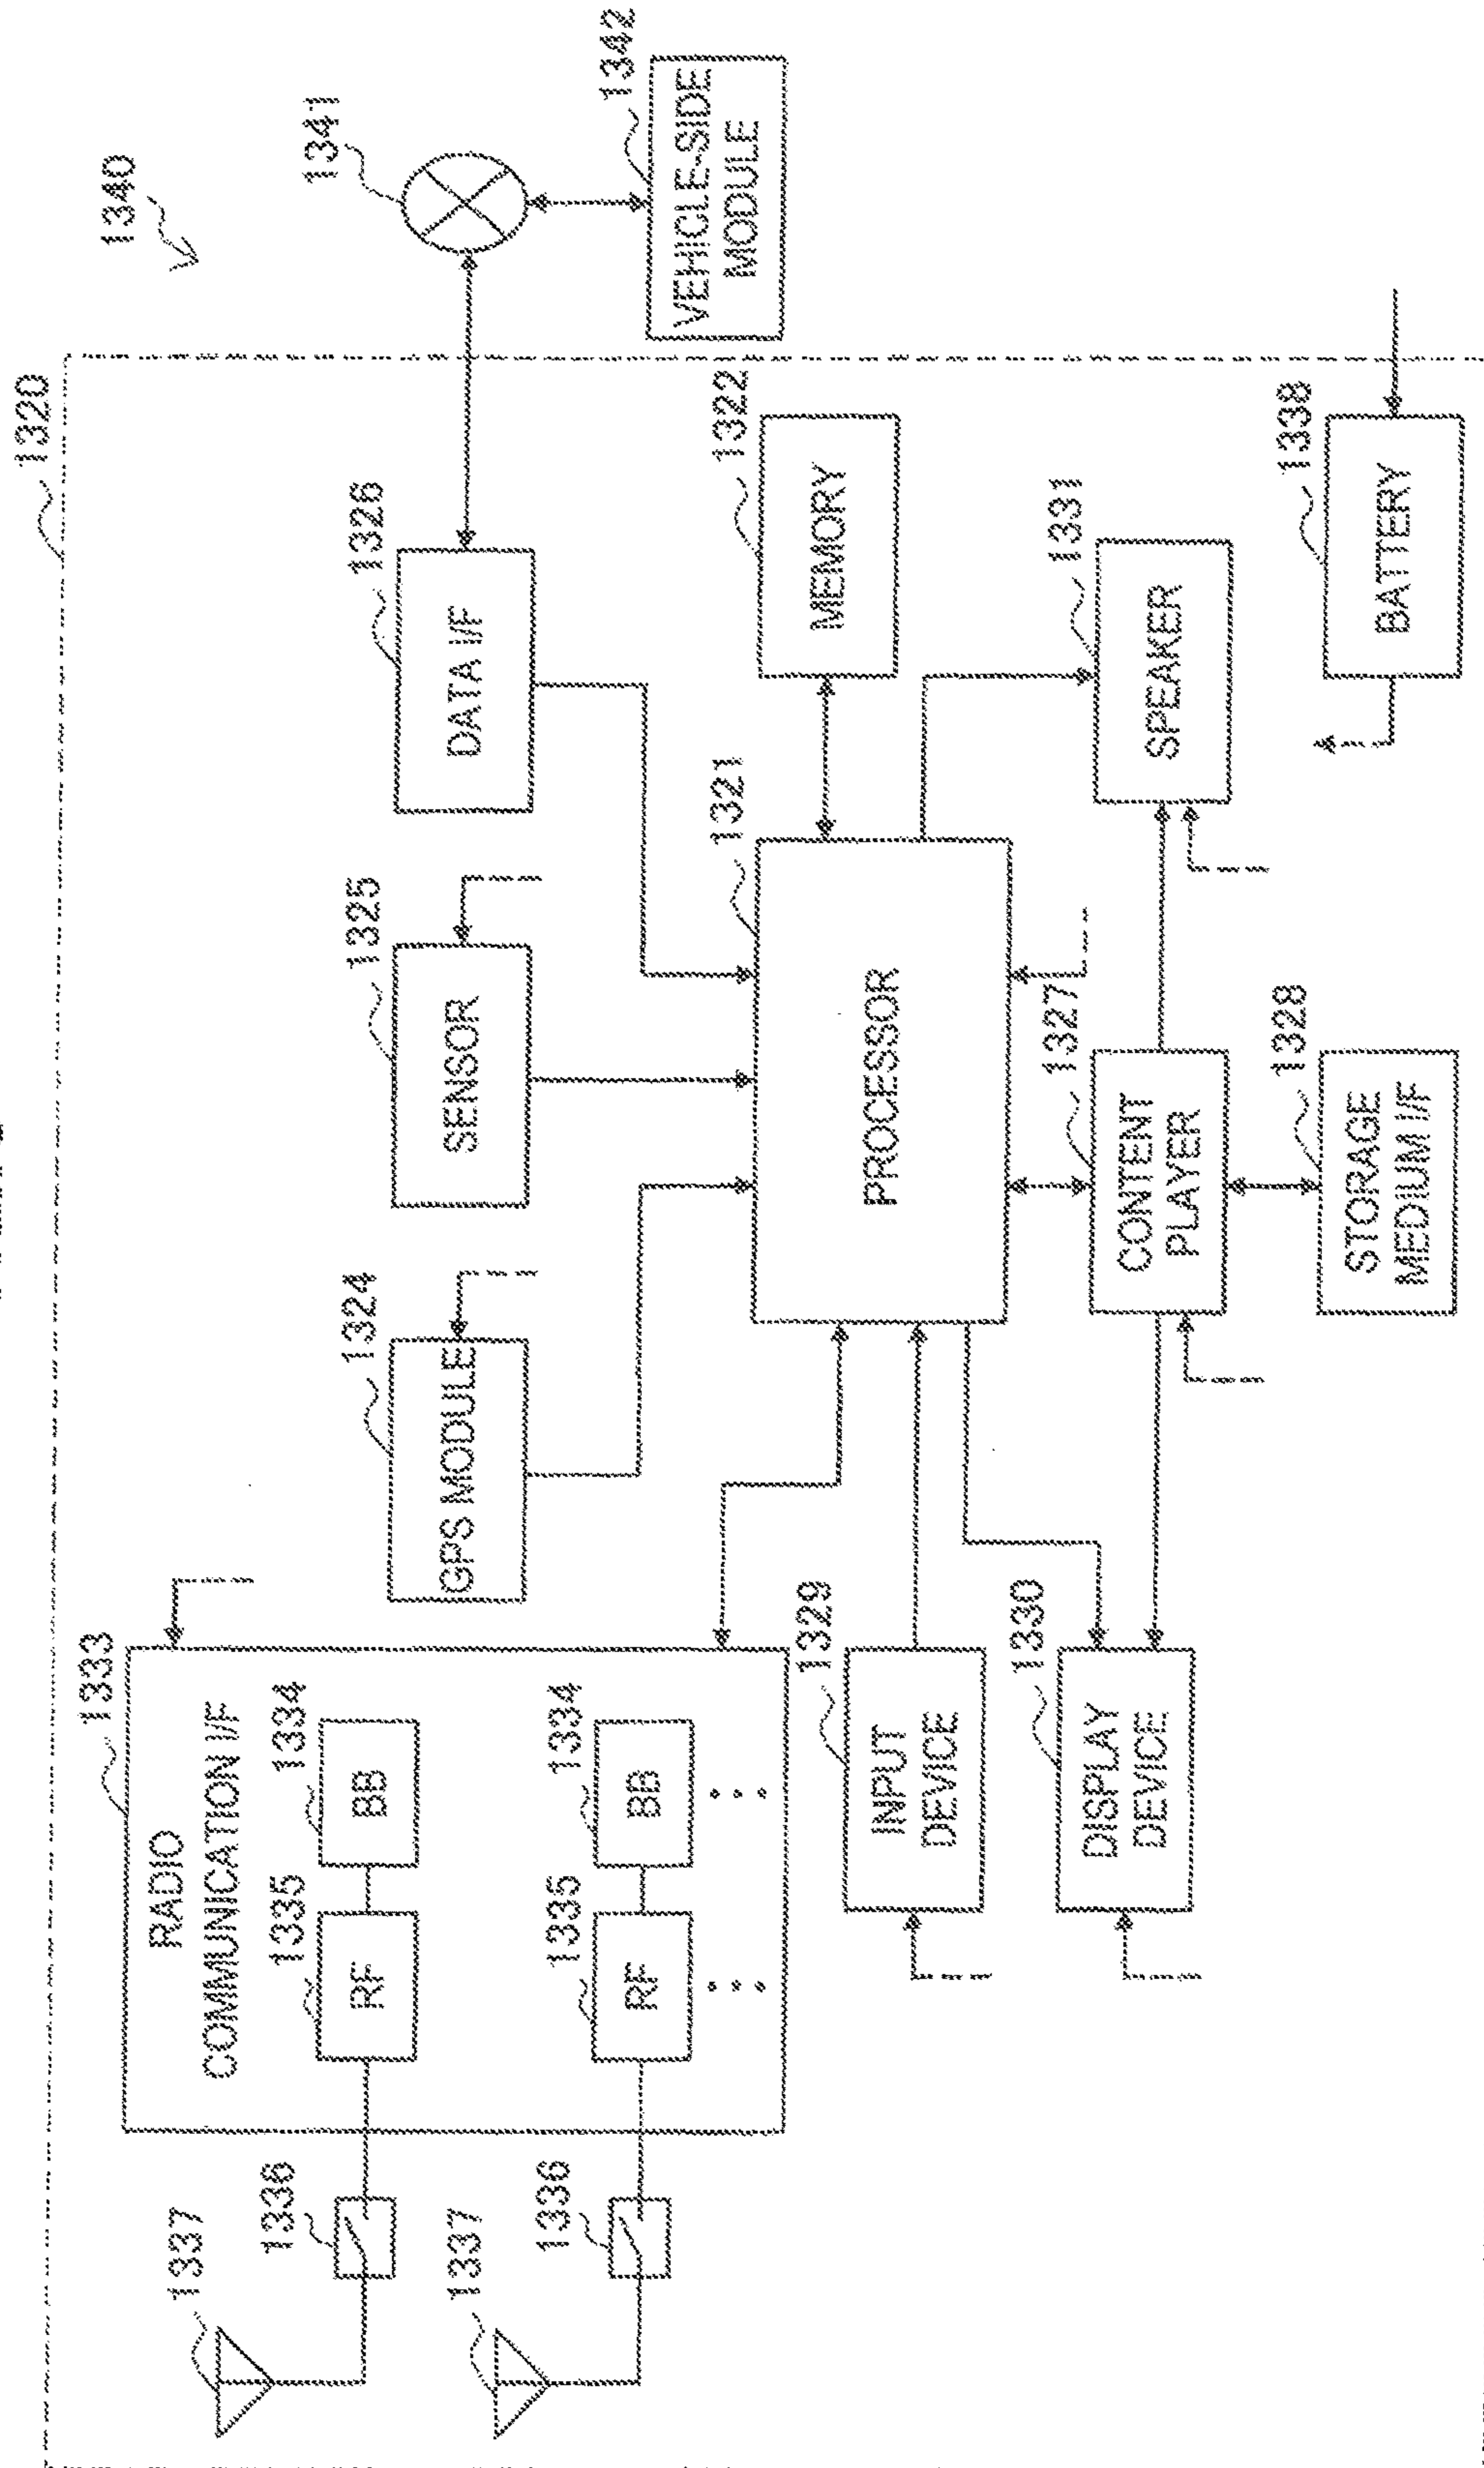 1340
1320
1341
1342
VEHICLE-SIDE
MODULE
1333
RADIO
COMMUNICATION I/F
1324
GPS MODULE
1325
SENSOR
1326
DATA I/F
1337
1336
1335
RF
1334
BB
1337
1336
1335
RF
1334
BB
1321
PROCESSOR
1322
MEMORY
1329
INPUT
DEVICE
1330
DISPLAY
DEVICE
1327
CONTENT
PLAYER
1331
SPEAKER
1328
STORAGE
MEDIUM I/F
1338
BATTERY